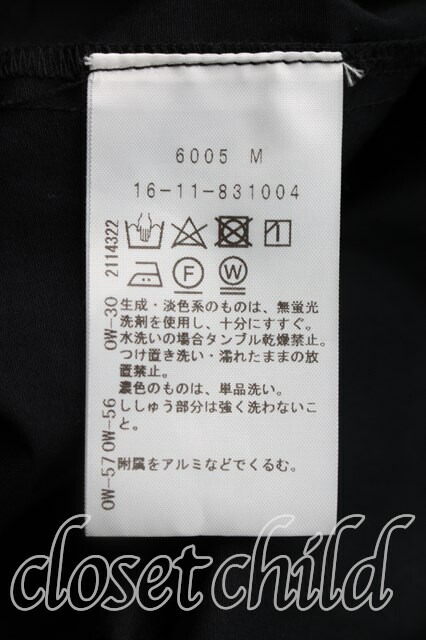 6005 M
16-11-831004
2114322
F W
OW-30
生成・淡色系のものは、無蛍光
洗剤を使用し、十分にすすぐ。
水洗いの場合タンブル乾燥禁止。
つけ置き洗い・濡れたままの放
置禁止。
濃色のものは、単品洗い。
OW-56
ししゅう部分は強く洗わないこ
と。
OW-57
附属をアルミなどでくるむ。
closet child